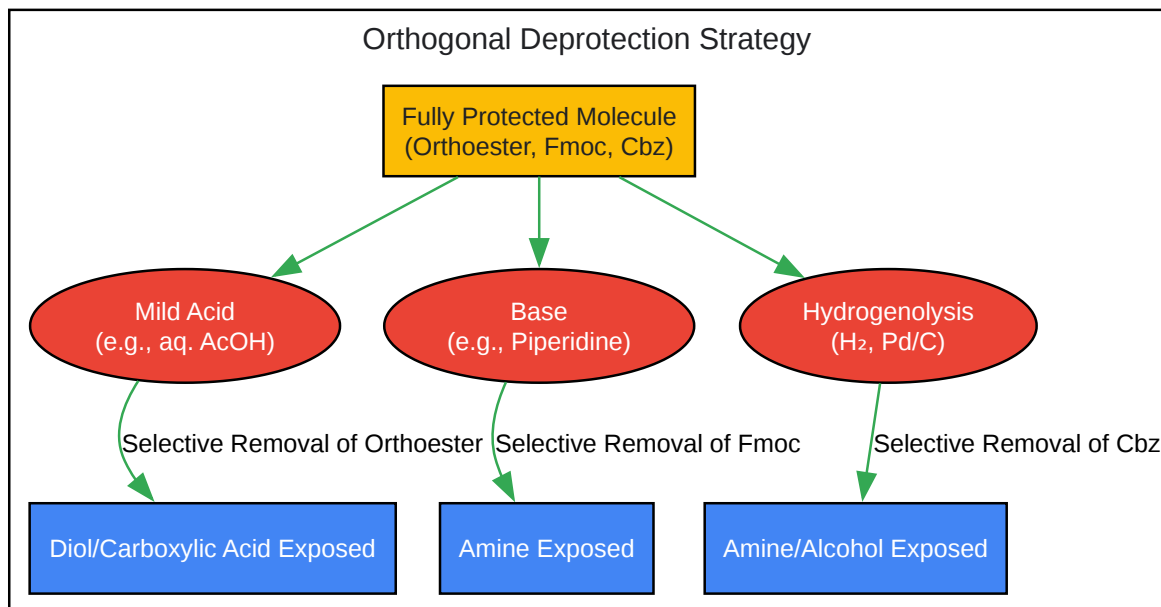 Orthogonal Deprotection Strategy
Fully Protected Molecule
(Orthoester, Fmoc, Cbz)
Mild Acid
(e.g., aq. AcOH)
Base
(e.g., Piperidine)
Hydrogenolysis
(H₂, Pd/C)
Selective Removal of Orthoester
Selective Removal of Fmoc
Selective Removal of Cbz
Diol/Carboxylic Acid Exposed
Amine Exposed
Amine/Alcohol Exposed